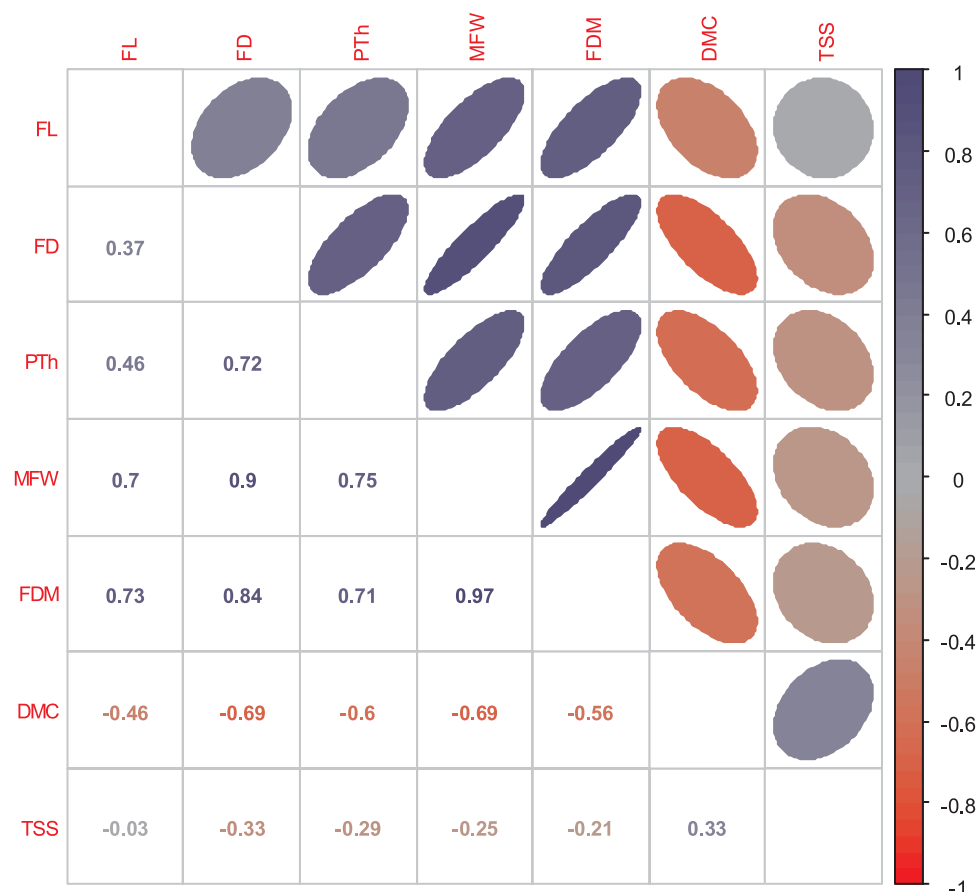 FL FD PTh MFW FDM DMC TSS
1
FL
0.8
0.6
FD 0.37
0.4
PTh 0.46 0.72
0.2
0
MFW 0.7 0.9 0.75
-0.2
FDM 0.73 0.84 0.71 0.97
-0.4
-0.6
DMC -0.46 -0.69 -0.6 -0.69 -0.56
-0.8
TSS -0.03 -0.33 -0.29 -0.25 -0.21 0.33
-1